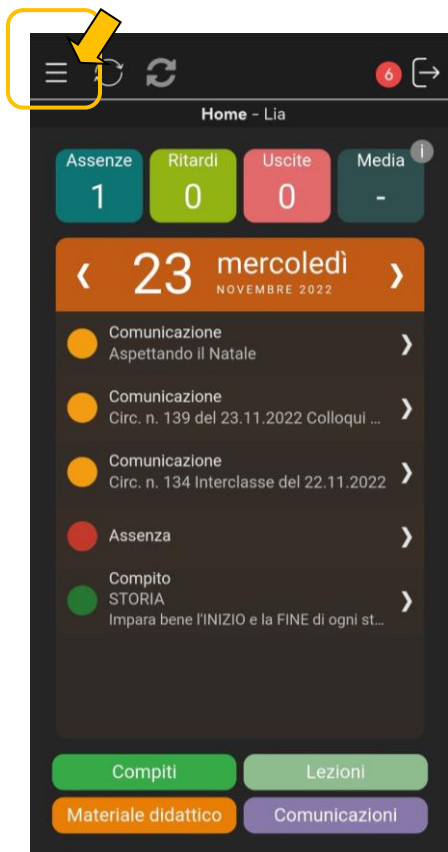 6
Home - Lia
Assenze Ritardi Uscite Media i
1 0 0 -
23 mercoledì
NOVEMBRE 2022
Comunicazione
Aspettando il Natale
Comunicazione
Circ. n. 139 del 23.11.2022 Colloqui ...
Comunicazione
Circ. n. 134 Interclasse del 22.11.2022
Assenza
Compito
STORIA
Impara bene l'INIZIO e la FINE di ogni st...
Compiti Lezioni
Materiale didattico Comunicazioni